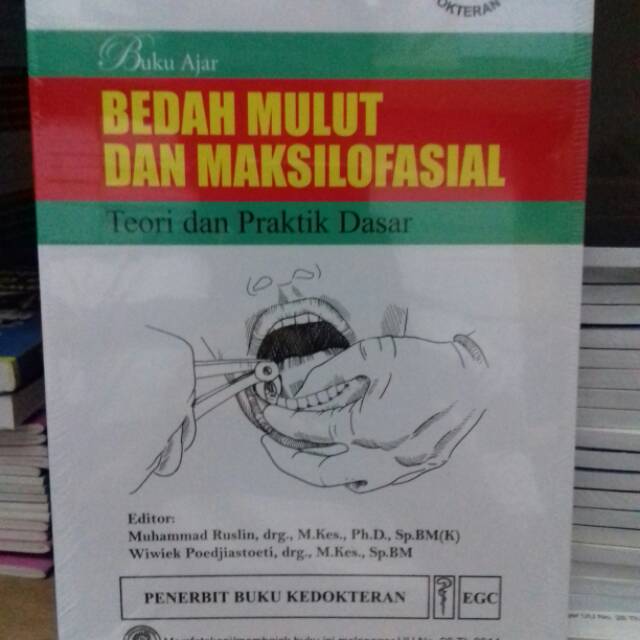 OKTERAN
Buku Ajar
BEDAH MULUT
DAN MAKSILOFASIAL
Teori dan Praktik Dasar
Editor:
Muhammad Ruslin, drg., M.Kes., Ph.D., Sp.BM(K)
Wiwiek Poedjiastoeti, drg., M.Kes., Sp.BM
PENERBIT BUKU KEDOKTERAN EGC